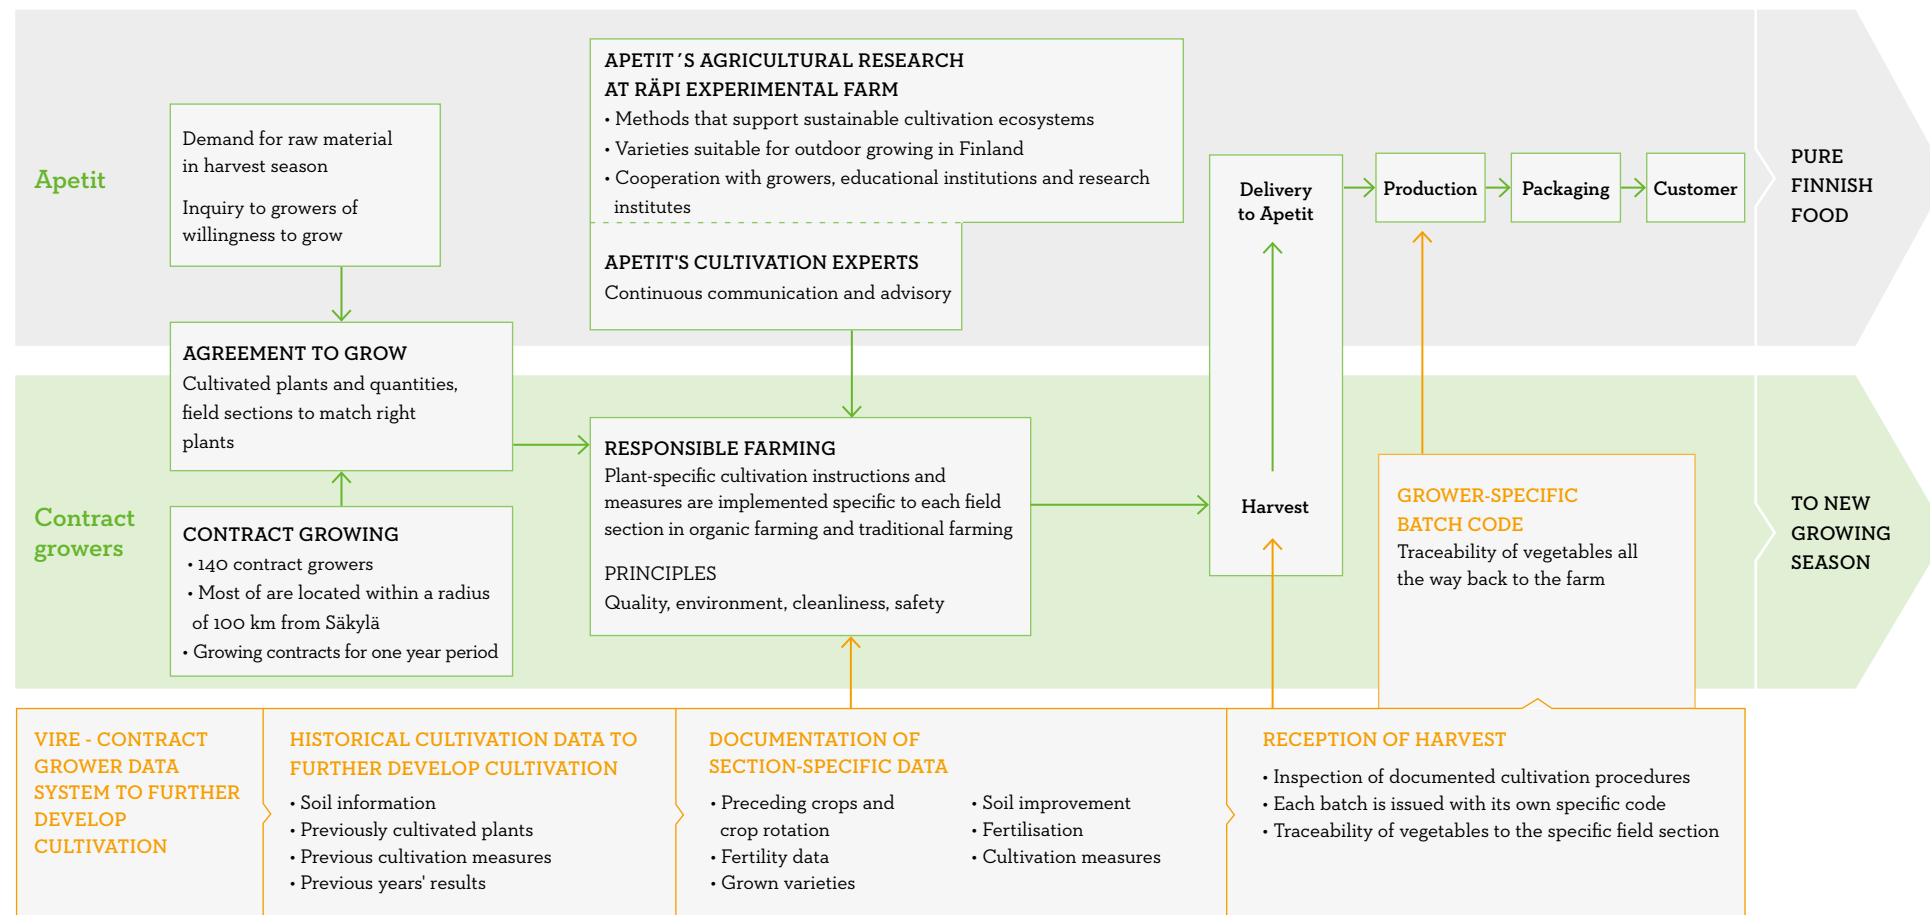 Apetit
Demand for raw material
in harvest season
Inquiry to growers of
willingness to grow
APETIT´S AGRICULTURAL RESEARCH
AT RÄPI EXPERIMENTAL FARM
• Methods that support sustainable cultivation ecosystems
• Varieties suitable for outdoor growing in Finland
• Cooperation with growers, educational institutions and research
institutes
APETIT'S CULTIVATION EXPERTS
Continuous communication and advisory
Delivery
to Apetit
Production
Packaging
Customer
PURE
FINNISH
FOOD
AGREEMENT TO GROW
Cultivated plants and quantities,
field sections to match right
plants
Contract
growers
CONTRACT GROWING
• 140 contract growers
• Most of are located within a radius
of 100 km from Säkylä
• Growing contracts for one year period
RESPONSIBLE FARMING
Plant-specific cultivation instructions and
measures are implemented specific to each field
section in organic farming and traditional farming
PRINCIPLES
Quality, environment, cleanliness, safety
Harvest
GROWER-SPECIFIC
BATCH CODE
Traceability of vegetables all
the way back to the farm
TO NEW
GROWING
SEASON
VIRE - CONTRACT
GROWER DATA
SYSTEM TO FURTHER
DEVELOP
CULTIVATION
HISTORICAL CULTIVATION DATA TO
FURTHER DEVELOP CULTIVATION
• Soil information
• Previously cultivated plants
• Previous cultivation measures
• Previous years' results
DOCUMENTATION OF
SECTION-SPECIFIC DATA
• Preceding crops and
crop rotation
• Fertility data
• Grown varieties
• Soil improvement
• Fertilisation
• Cultivation measures
RECEPTION OF HARVEST
• Inspection of documented cultivation procedures
• Each batch is issued with its own specific code
• Traceability of vegetables to the specific field section